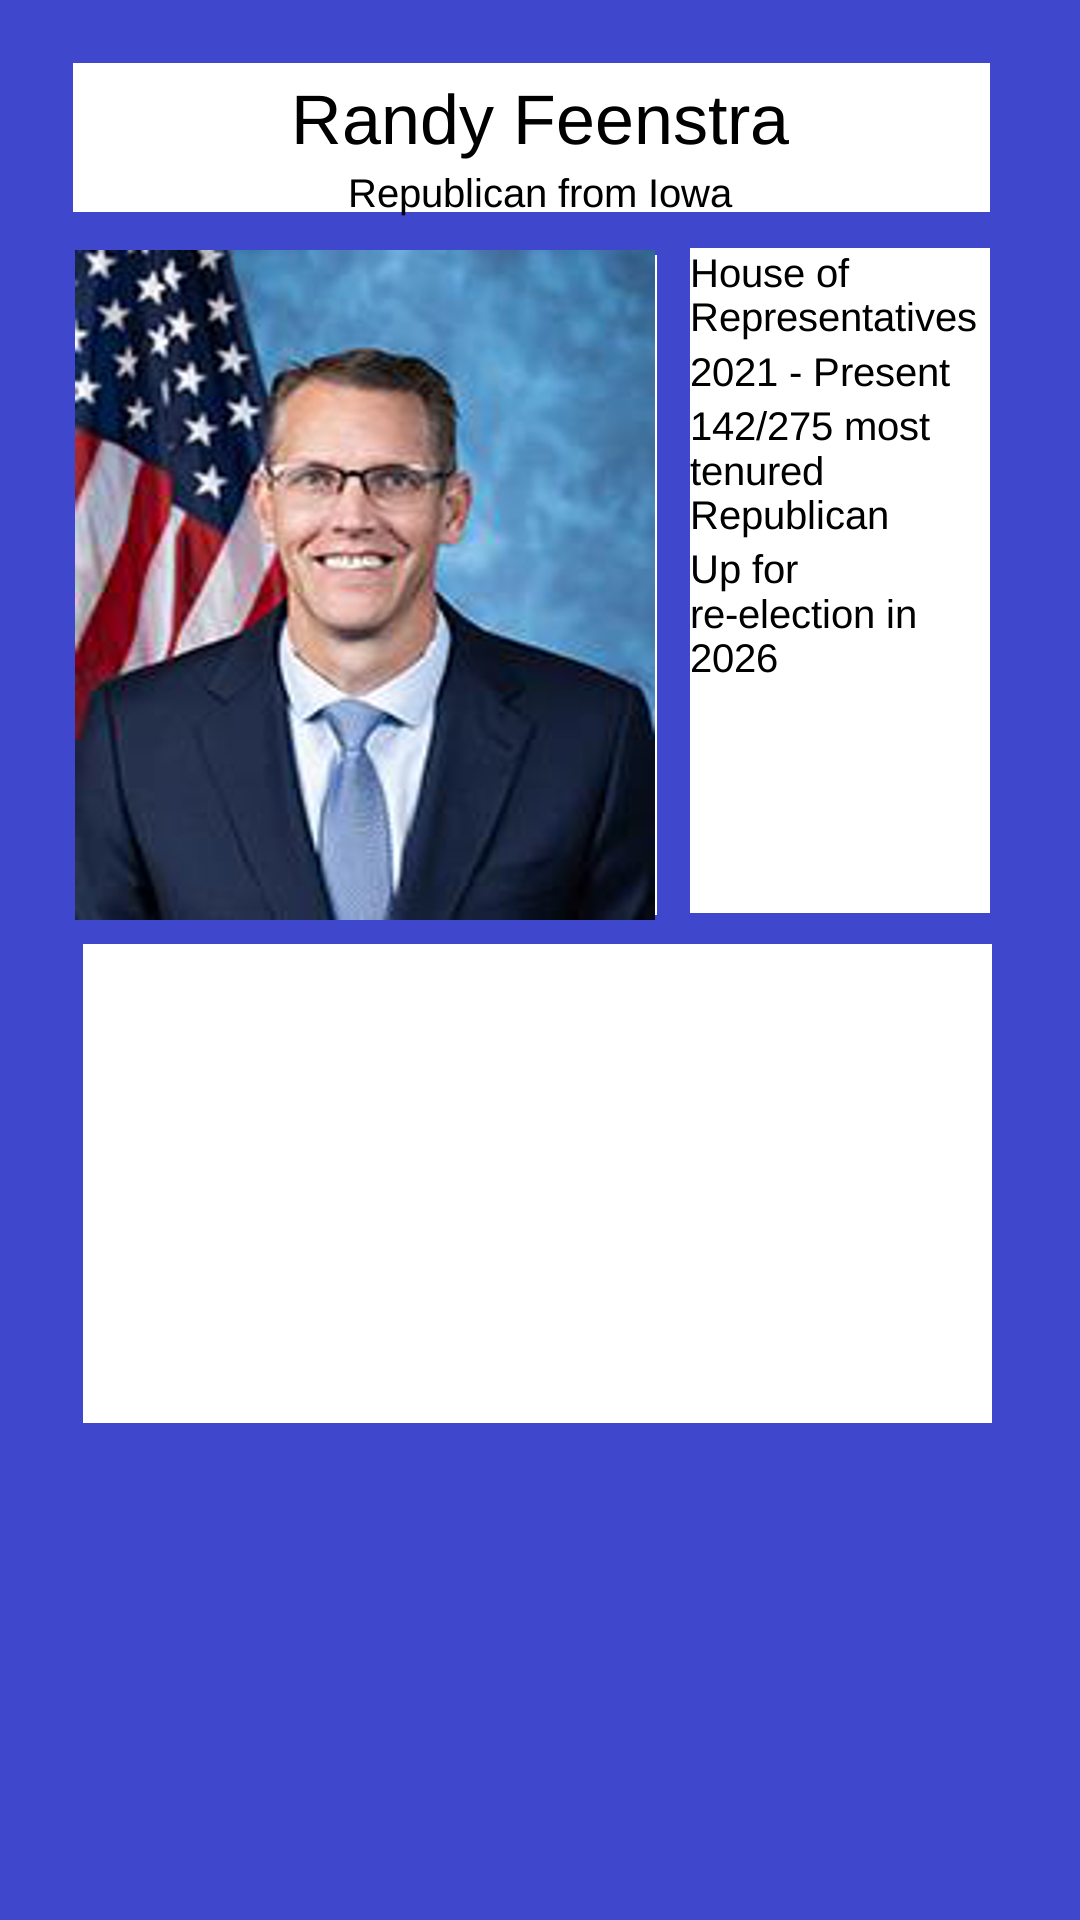 Randy Feenstra
Republican from Iowa
House of
Representatives
2021 - Present
142/275 most
tenured
Republican
Up for
re-election in
2026